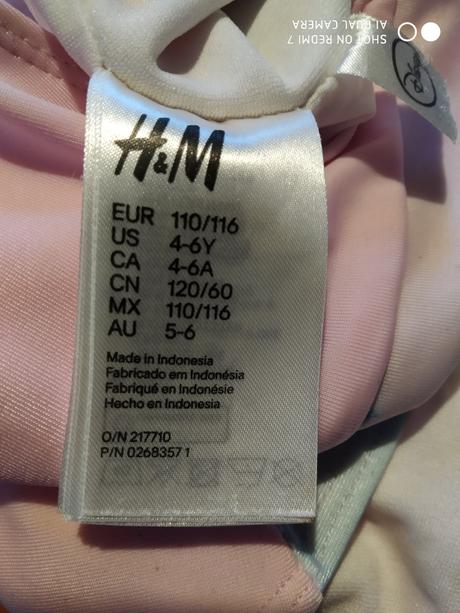 SHOT ON REDMI 7
AI DUAL CAMERA
Disney
H&M
EUR 110/116
US 4-6Y
CA 4-6A
CN 120/60
MX 110/116
AU 5-6
Made in Indonesia
Fabricado em Indonésia
Fabriqué en Indonésie
Hecho en Indonesia
O/N 217710
P/N 02683571